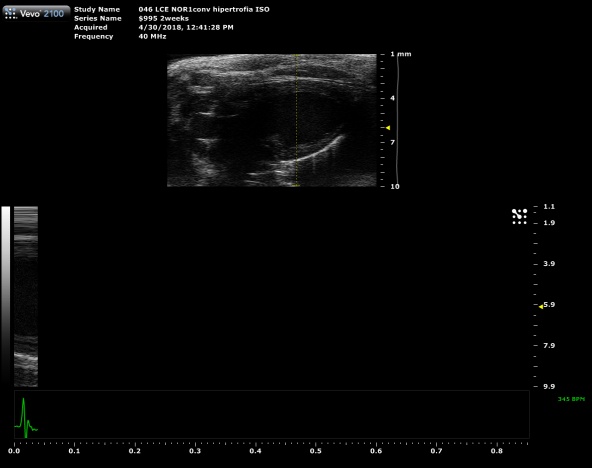 Vevo 2100
Study Name 046 LCE NOR1conv hipertrofia ISO
Series Name $995 2weeks
Acquired 4/30/2018, 12:41:28 PM
Frequency 40 MHz
1 mm
4
7
10
1.1
1.9
3.9
5.9
7.9
9.9
345 BPM
0.0 0.1 0.2 0.3 0.4 0.5 0.6 0.7 0.8